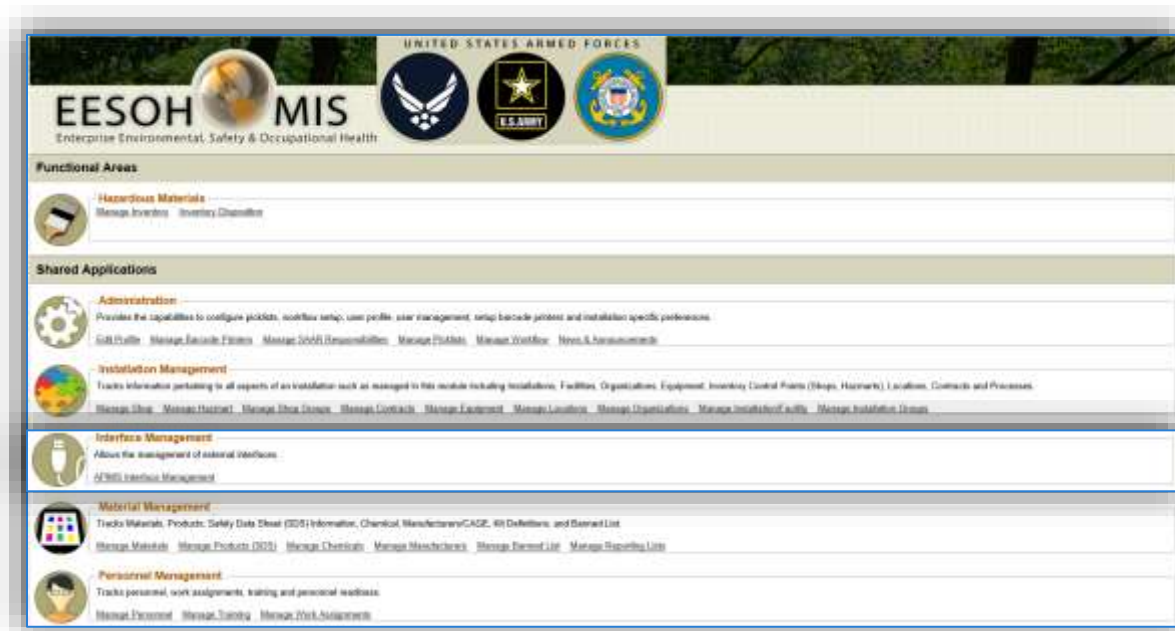 UNITED STATES ARMED FORCES
EESOH MIS
Enterprise Environmental, Safety & Occupational Health
U.S.ARMY
Functional Areas
Hazardous Materials
Manage Inventory Inventory Disposition
Shared Applications
Administration
Provides the capabilities to configure picklists, workflow setup, user profile, user management, setup barcode printers and installation specific preferences.
Edit Profile Manage Barcode Printers Manage SAAR Responsibilities Manage Picklists Manage Workflow News & Announcements
Installation Management
Tracks information pertaining to all aspects of an installation such as managed in this module including Installations, Facilities, Organizations, Equipment, Inventory Control Points (Shops, Hazmarts), Locations, Contracts and Processes.
Manage Shop Manage Hazmart Manage Shop Groups Manage Contracts Manage Equipment Manage Locations Manage Organizations Manage Installation/Facility Manage Installation Groups
Interface Management
Allows the management of external interfaces
APIMS Interface Management
Material Management
Tracks Materials, Products, Safety Data Sheet (SDS) Information, Chemical, Manufacturers/CAGE, Kit Definitions, and Banned List
Manage Materials Manage Products (SDS) Manage Chemicals Manage Manufacturers Manage Banned List Manage Reporting Lists
Personnel Management
Tracks personnel, work assignments, training and personnel readiness.
Manage Personnel Manage Training Manage Work Assignments